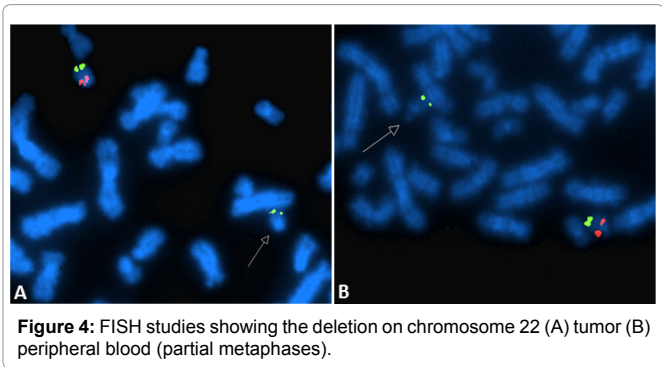 A
B
Figure 4: FISH studies showing the deletion on chromosome 22 (A) tumor (B)
peripheral blood (partial metaphases).